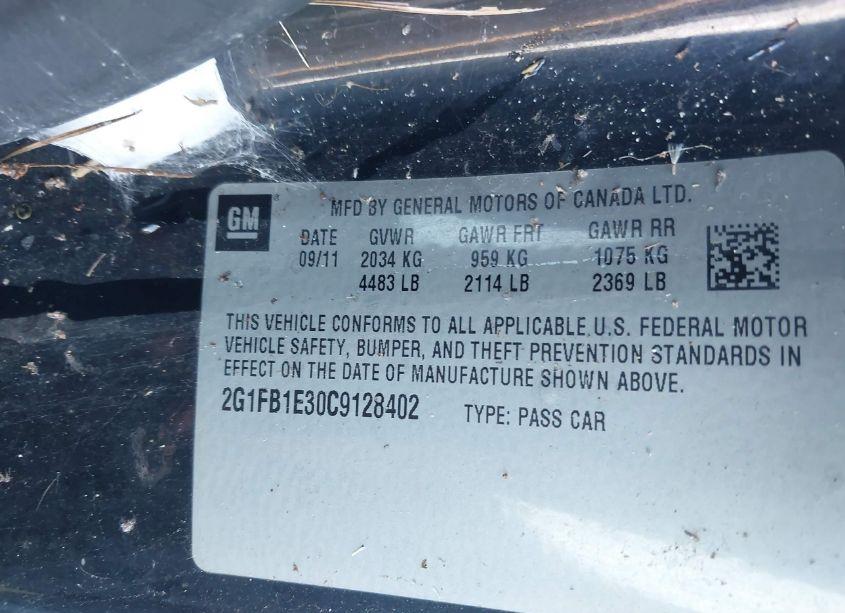 GM
MFD BY GENERAL MOTORS OF CANADA LTD.
DATE GVWR GAWR FRT GAWR RR
09/11 2034 KG 959 KG 1075 KG
4483 LB 2114 LB 2369 LB
THIS VEHICLE CONFORMS TO ALL APPLICABLE U.S. FEDERAL MOTOR
VEHICLE SAFETY, BUMPER, AND THEFT PREVENTION STANDARDS IN
EFFECT ON THE DATE OF MANUFACTURE SHOWN ABOVE.
2G1FB1E30C9128402 TYPE: PASS CAR